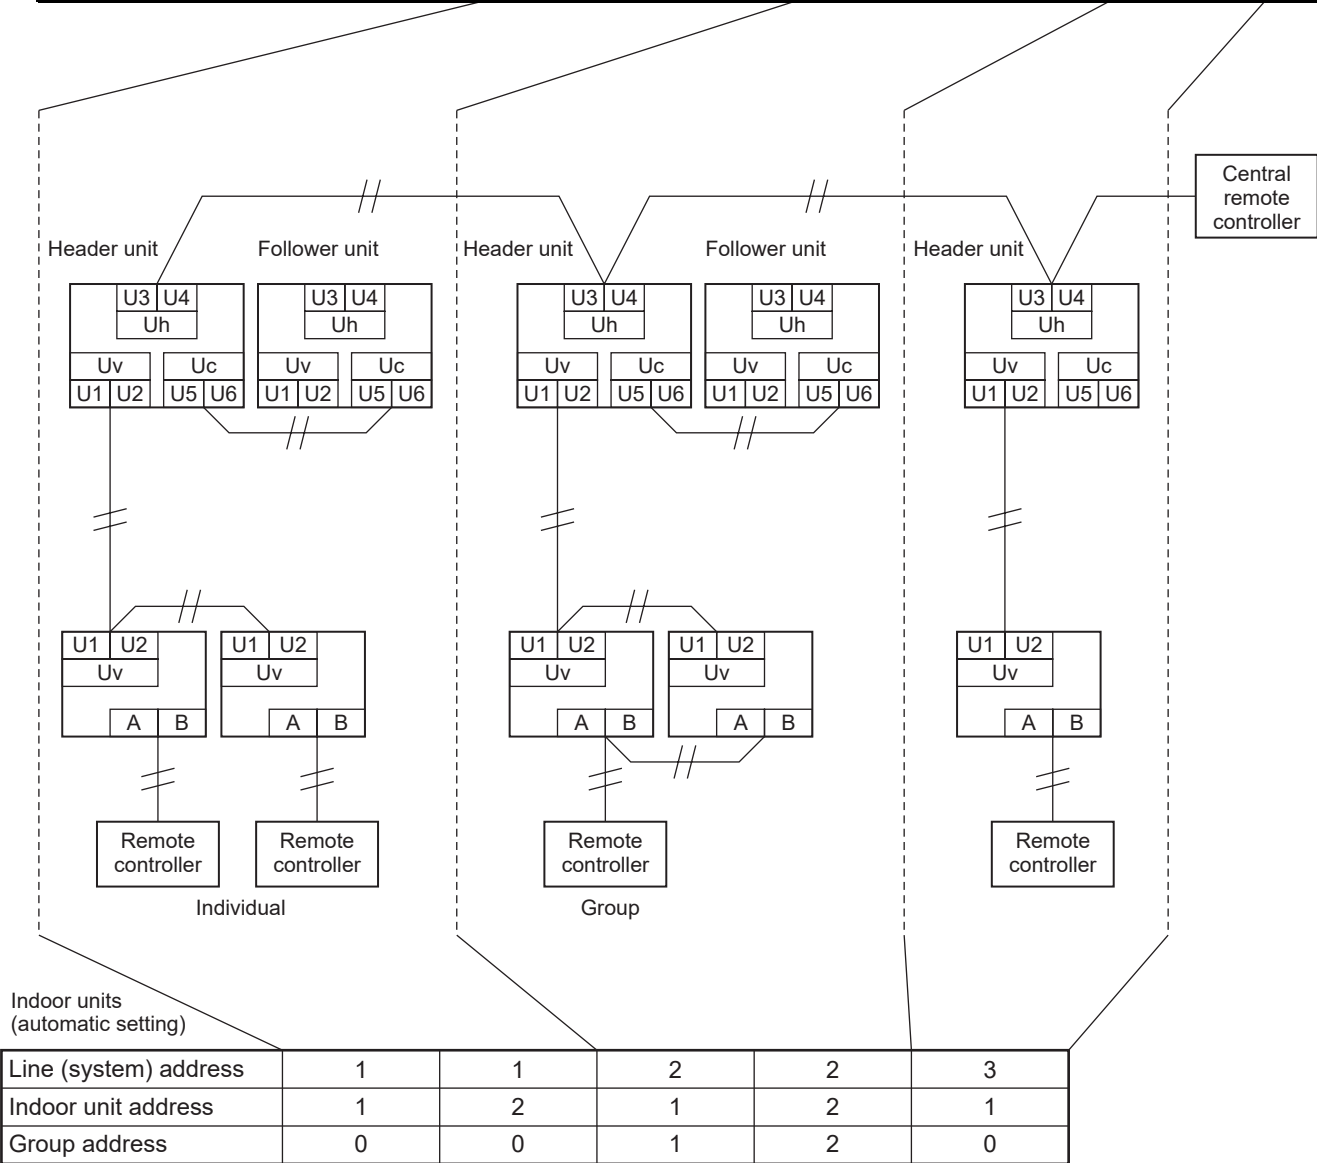 Central
remote
controller
Header unit Follower unit Header unit Follower unit Header unit
U3 U4 U3 U4 U3 U4 U3 U4 U3 U4
Uh Uh Uh Uh Uh
Uv Uc Uv Uc Uv Uc Uv Uc Uv Uc
U1 U2 U5 U6 U1 U2 U5 U6 U1 U2 U5 U6 U1 U2 U5 U6 U1 U2 U5 U6
U1 U2 U1 U2 U1 U2 U1 U2 U1 U2
Uv Uv Uv Uv Uv
A B A B A B A B A B
Remote Remote Remote Remote
controller controller controller controller
Individual Group
Indoor units
(automatic setting)
Line (system) address 1 1 2 2 3
Indoor unit address 1 2 1 2 1
Group address 0 0 1 2 0